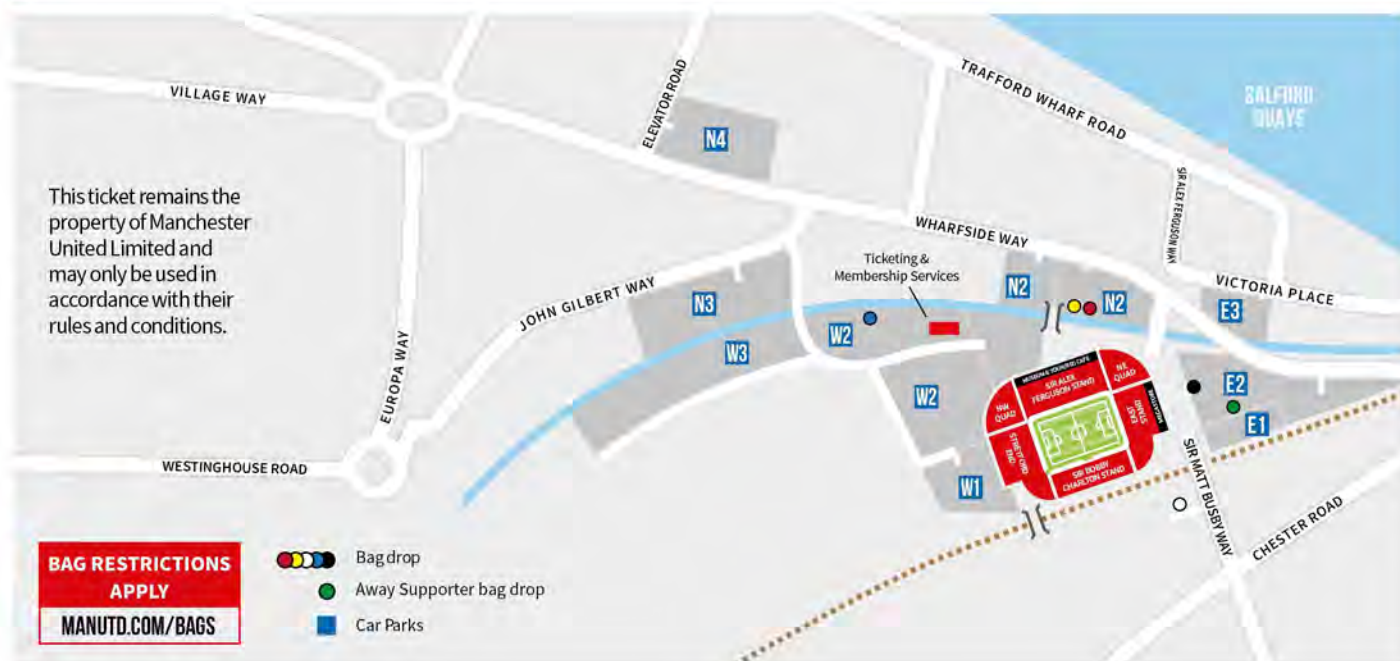 VILLAGE WAY
ELEVATOR ROAD
N4
TRAFFORD WHARF ROAD
SALFORD
QUAYS
This ticket remains the
property of Manchester
United Limited and
may only be used in
accordance with their
rules and conditions.
WHARFSIDE WAY
SIR ALEX FERGUSON WAY
VICTORIA PLACE
Ticketing &
Membership Services
JOHN GILBERT WAY
N3
N2
N2
E3
W3
W2
EUROPA WAY
MUSEUM & TOURS/RED CAFE
SIR ALEX
FERGUSON STAND
NE
QUAD
NW
QUAD
EAST
STAND
MEGASTORE
STRETFORD
END
SIR BOBBY
CHARLTON STAND
W2
W1
E2
E1
SIR MATT BUSBY WAY
CHESTER ROAD
WESTINGHOUSE ROAD
BAG RESTRICTIONS
APPLY
MANUTD.COM/BAGS
Bag drop
Away Supporter bag drop
Car Parks